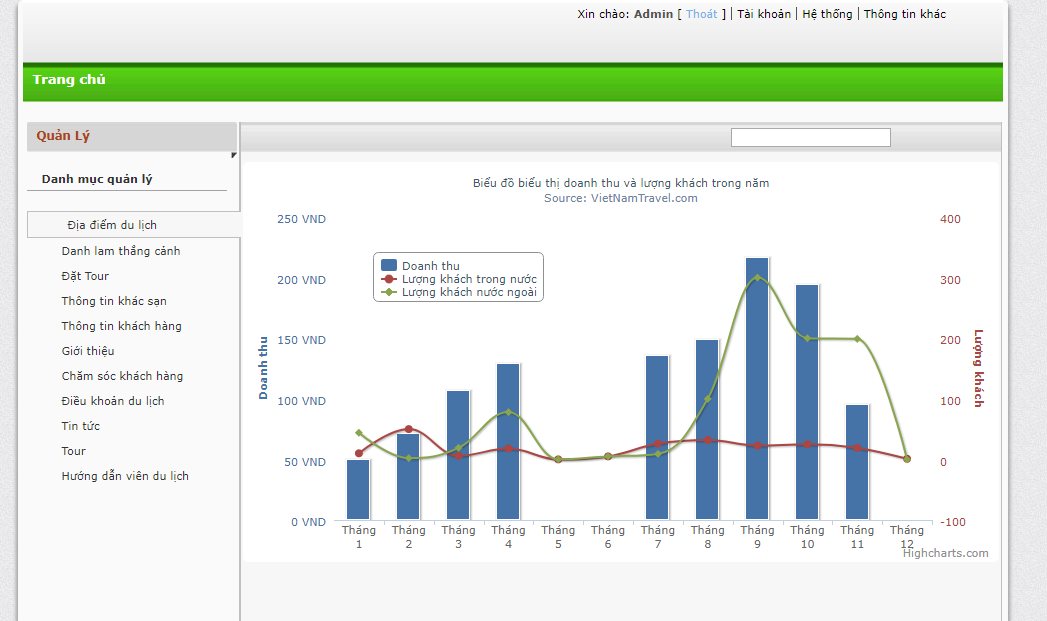 Xin chào: Admin [ Thoát ] | Tài khoản | Hệ thống | Thông tin khác
Trang chủ
Quản Lý
Danh mục quản lý
Địa điểm du lịch
Danh lam thắng cảnh
Đặt Tour
Thông tin khác sạn
Thông tin khách hàng
Giới thiệu
Chăm sóc khách hàng
Điều khoản du lịch
Tin tức
Tour
Hướng dẫn viên du lịch
Biểu đồ biểu thị doanh thu và lượng khách trong năm
Source: VietNamTravel.com
250 VND
200 VND
150 VND
100 VND
50 VND
0 VND
Doanh thu
Doanh thu
Lượng khách trong nước
Lượng khách nước ngoài
400
300
200
100
0
-100
Lượng khách
Tháng 1
Tháng 2
Tháng 3
Tháng 4
Tháng 5
Tháng 6
Tháng 7
Tháng 8
Tháng 9
Tháng 10
Tháng 11
Tháng 12
Highcharts.com